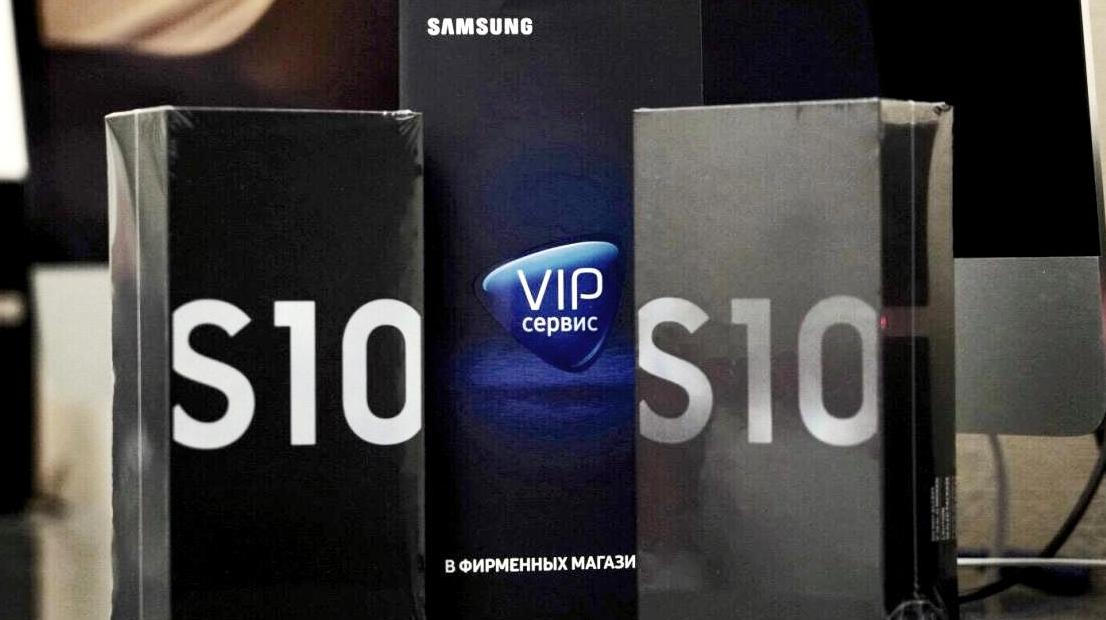 SAMSUNG
VIP
сервис
S10
S10
В ФИРМЕННЫХ МАГАЗИ